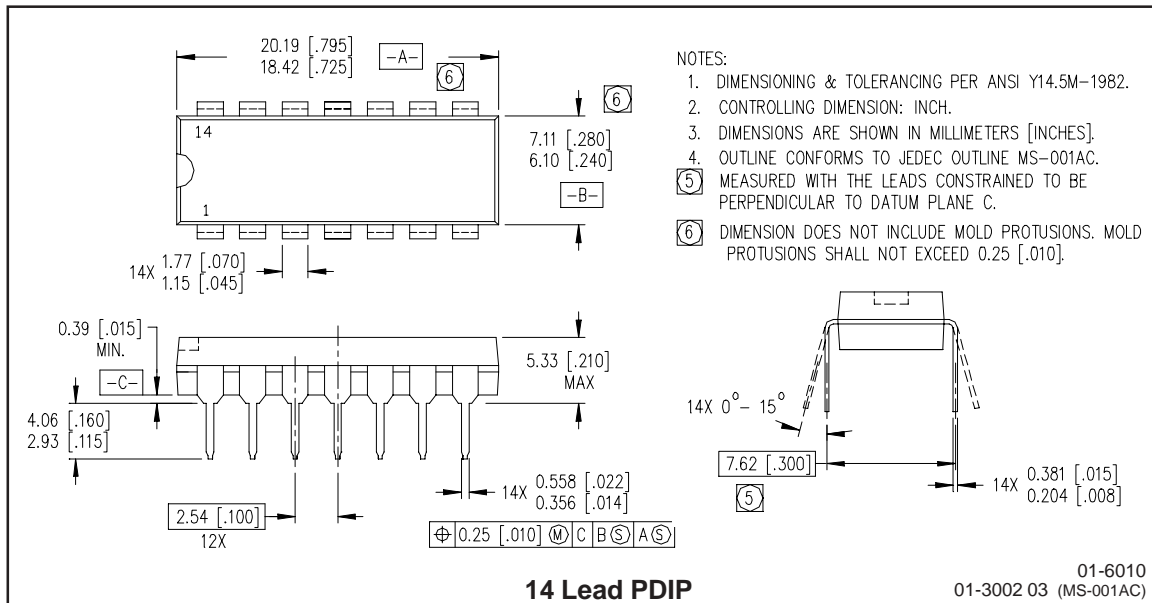 20.19 [.795]
18.42 [.725]
-A-
6
14
1
7.11 [.280]
6.10 [.240]
6
-B-
14X 1.77 [.070]
1.15 [.045]
NOTES:
1. DIMENSIONING & TOLERANCING PER ANSI Y14.5M-1982.
2. CONTROLLING DIMENSION: INCH.
3. DIMENSIONS ARE SHOWN IN MILLIMETERS [INCHES].
4. OUTLINE CONFORMS TO JEDEC OUTLINE MS-001AC.
5 MEASURED WITH THE LEADS CONSTRAINED TO BE
PERPENDICULAR TO DATUM PLANE C.
6 DIMENSION DOES NOT INCLUDE MOLD PROTUSIONS. MOLD
PROTUSIONS SHALL NOT EXCEED 0.25 [.010].
0.39 [.015]
MIN.
-C-
4.06 [.160]
2.93 [.115]
5.33 [.210]
MAX
2.54 [.100]
12X
14X 0.558 [.022]
0.356 [.014]
⌖ 0.25 [.010] Ⓜ C B Ⓢ A Ⓢ
14X 0°- 15°
7.62 [.300]
5
14X 0.381 [.015]
0.204 [.008]
14 Lead PDIP
01-6010
01-3002 03 (MS-001AC)